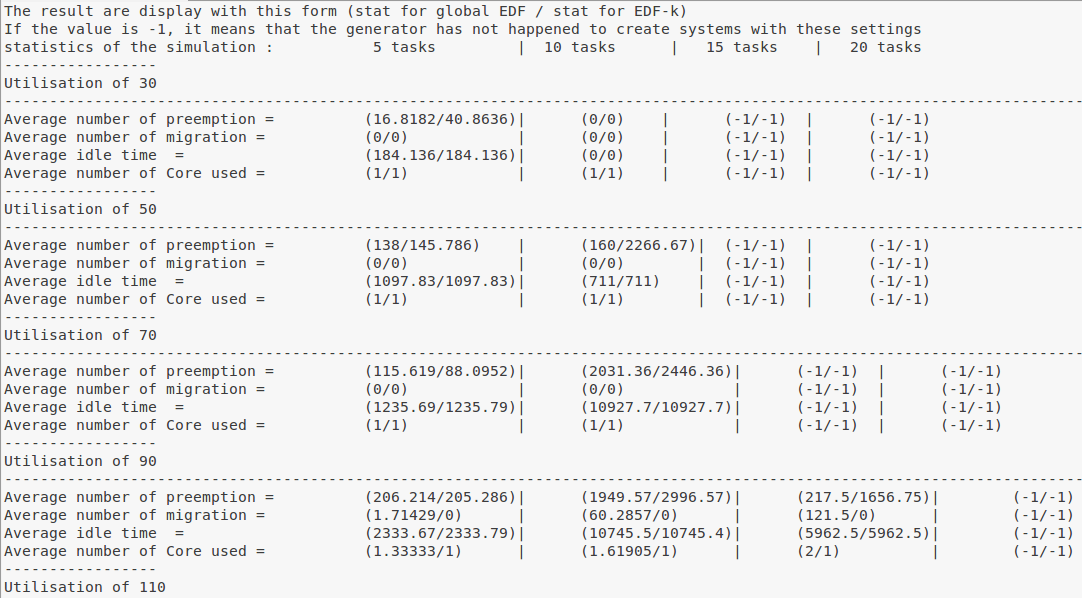 The result are display with this form (stat for global EDF / stat for EDF-k)
If the value is -1, it means that the generator has not happened to create systems with these settings
statistics of the simulation :           5 tasks         |  10 tasks      |   15 tasks    |   20 tasks
-----------------
Utilisation of 30
------------------------------------------------------------------------------------------------------------------------
Average number of preemption =          (16.8182/40.8636)|      (0/0)    |      (-1/-1)  |      (-1/-1)
Average number of migration =           (0/0)            |      (0/0)    |      (-1/-1)  |      (-1/-1)
Average idle time  =                    (184.136/184.136)|      (0/0)    |      (-1/-1)  |      (-1/-1)
Average number of Core used =           (1/1)            |      (1/1)    |      (-1/-1)  |      (-1/-1)
-----------------
Utilisation of 50
------------------------------------------------------------------------------------------------------------------------
Average number of preemption =          (138/145.786)    |      (160/2266.67)|  (-1/-1)  |      (-1/-1)
Average number of migration =           (0/0)            |      (0/0)        |  (-1/-1)  |      (-1/-1)
Average idle time  =                    (1097.83/1097.83)|      (711/711)    |  (-1/-1)  |      (-1/-1)
Average number of Core used =           (1/1)            |      (1/1)        |  (-1/-1)  |      (-1/-1)
-----------------
Utilisation of 70
------------------------------------------------------------------------------------------------------------------------
Average number of preemption =          (115.619/88.0952)|      (2031.36/2446.36)|      (-1/-1)  |      (-1/-1)
Average number of migration =           (0/0)            |      (0/0)            |      (-1/-1)  |      (-1/-1)
Average idle time  =                    (1235.69/1235.79)|      (10927.7/10927.7)|      (-1/-1)  |      (-1/-1)
Average number of Core used =           (1/1)            |      (1/1)            |      (-1/-1)  |      (-1/-1)
-----------------
Utilisation of 90
------------------------------------------------------------------------------------------------------------------------
Average number of preemption =          (206.214/205.286)|      (1949.57/2996.57)|      (217.5/1656.75)|        (-1/-1)
Average number of migration =           (1.71429/0)      |      (60.2857/0)      |      (121.5/0)      |        (-1/-1)
Average idle time  =                    (2333.67/2333.79)|      (10745.5/10745.4)|      (5962.5/5962.5)|        (-1/-1)
Average number of Core used =           (1.33333/1)      |      (1.61905/1)      |      (2/1)          |        (-1/-1)
-----------------
Utilisation of 110